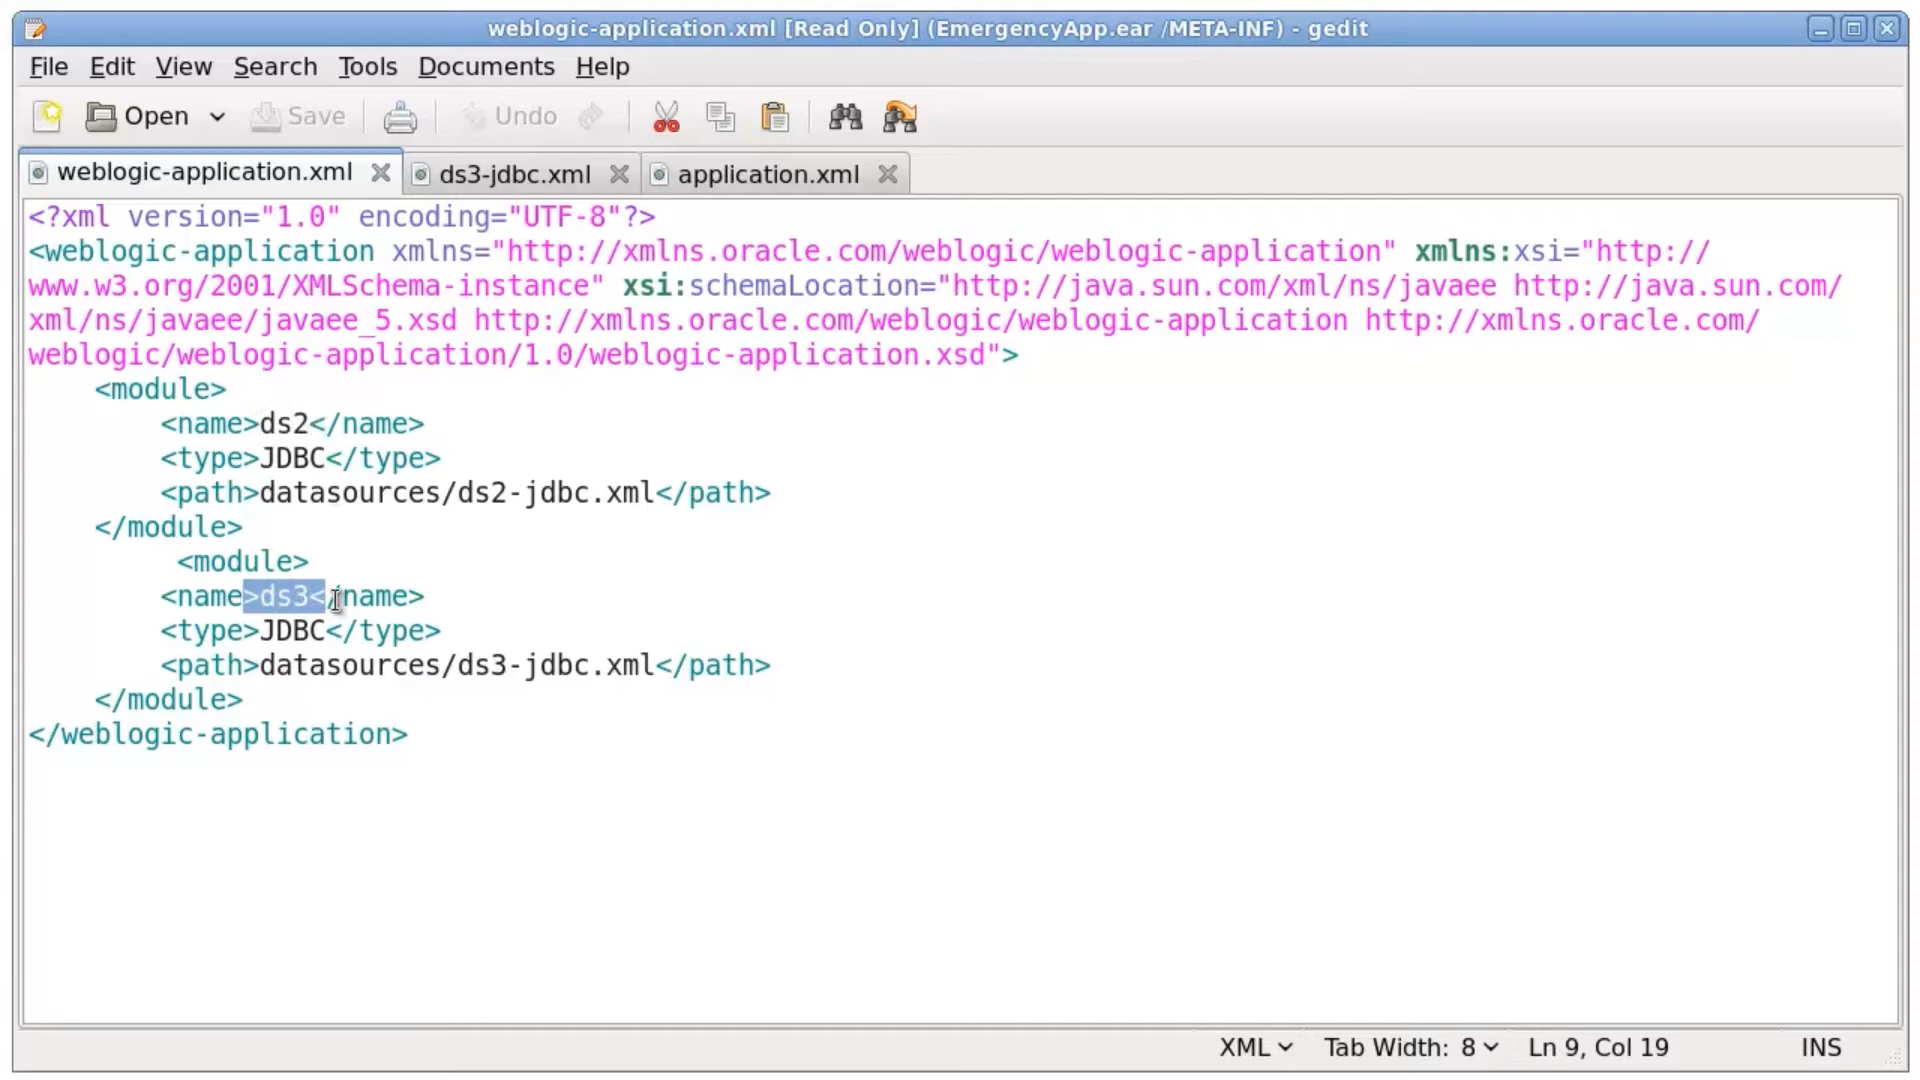 weblogic-application.xml [Read Only] (EmergencyApp.ear /META-INF) - gedit
File Edit View Search Tools Documents Help
Open Save Undo
weblogic-application.xml ds3-jdbc.xml application.xml
<?xml version="1.0" encoding="UTF-8"?>
<weblogic-application xmlns="http://xmlns.oracle.com/weblogic/weblogic-application" xmlns:xsi="http://
www.w3.org/2001/XMLSchema-instance" xsi:schemaLocation="http://java.sun.com/xml/ns/javaee http://java.sun.com/
xml/ns/javaee/javaee_5.xsd http://xmlns.oracle.com/weblogic/weblogic-application http://xmlns.oracle.com/
weblogic/weblogic-application/1.0/weblogic-application.xsd">
<module>
<name>ds2</name>
<type>JDBC</type>
<path>datasources/ds2-jdbc.xml</path>
</module>
<module>
<name>ds3</name>
<type>JDBC</type>
<path>datasources/ds3-jdbc.xml</path>
</module>
</weblogic-application>
XML Tab Width: 8 Ln 9, Col 19 INS